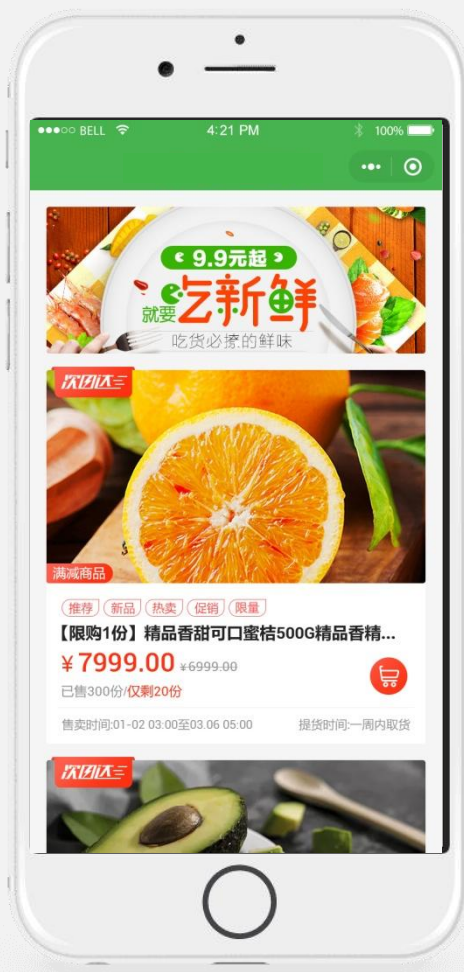 BELL 4:21 PM 100%
9.9元起
就要吃新鲜
吃货必撩的鲜味
次日达
满减商品
推荐 新品 热卖 促销 限量
【限购1份】精品香甜可口蜜桔500G精品香精...
¥7999.00 ¥6999.00
已售300份/仅剩20份
售卖时间:01-02 03:00至03.06 05:00 提货时间:一周内取货
次日达